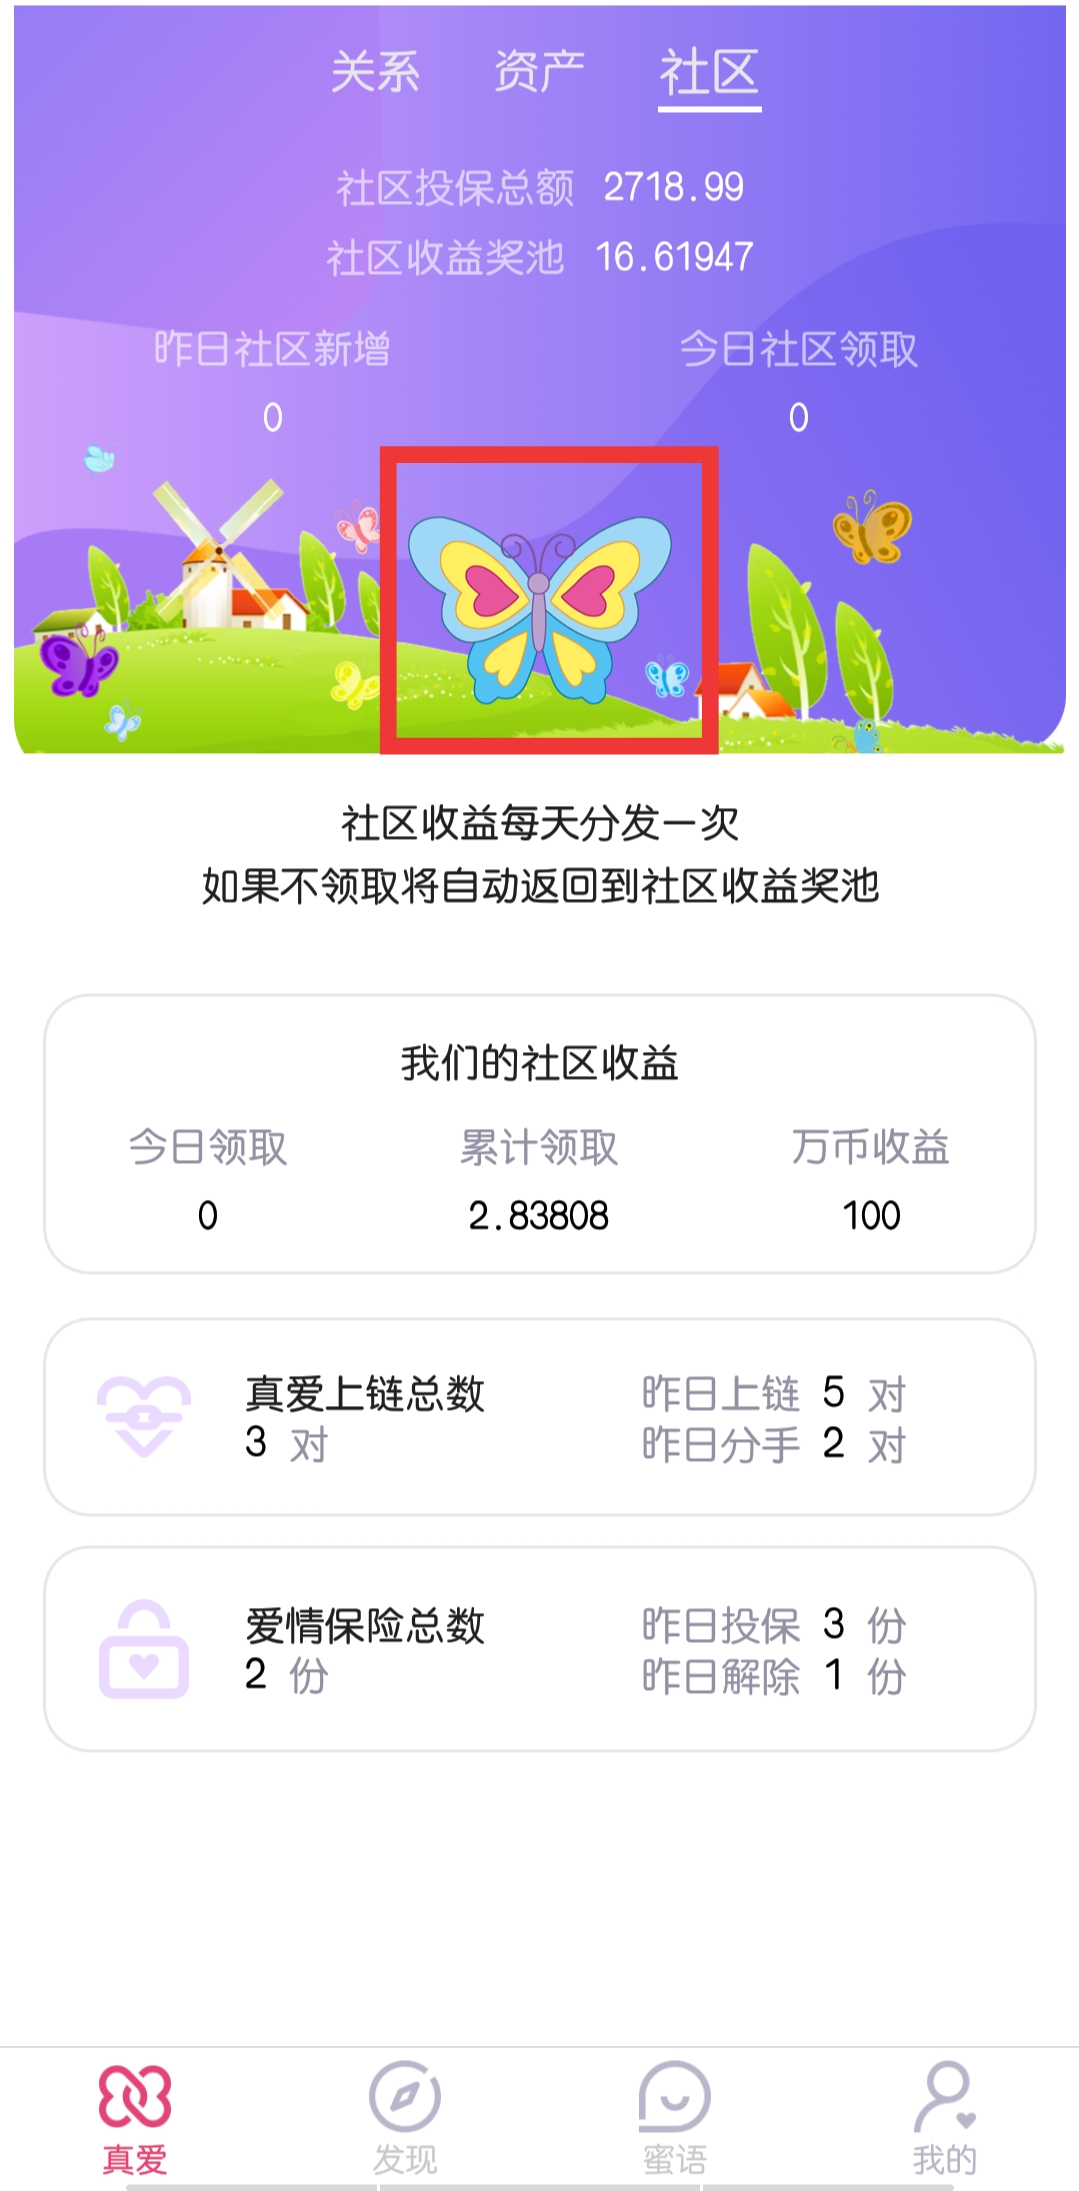 关系 资产 社区
社区投保总额 2718.99
社区收益奖池 16.61947
昨日社区新增 今日社区领取
0 0
社区收益每天分发一次
如果不领取将自动返回到社区收益奖池
我们的社区收益
今日领取 累计领取 万币收益
0 2.83808 100
真爱上链总数 昨日上链 5 对
3 对 昨日分手 2 对
爱情保险总数 昨日投保 3 份
2 份 昨日解除 1 份
真爱 发现 蜜语 我的